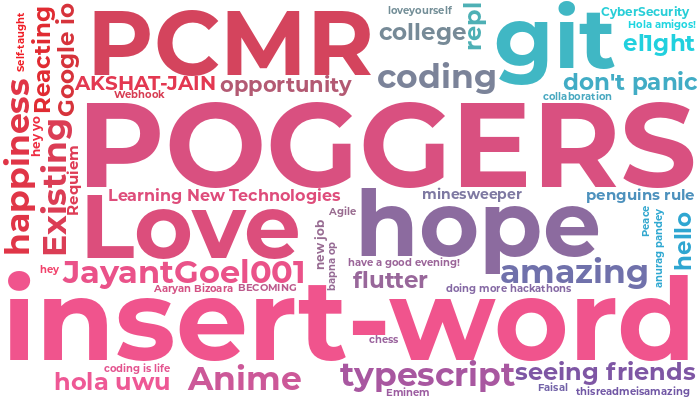 loveyourself
CyberSecurity
PCMR
college
repl
git
Hola amigos!
el1ght
self-taught
Reacting
Google io
AKSHAT-JAIN
opportunity
coding
don't panic
Webhook
collaboration
happiness
hey yo
Existing
Requiem
POGGERS
Learning New Technologies
minesweeper
penguins rule
Love
Agile
hope
new job
bapna op
Peace
anurag pandey
hello
hey
JayantGoel001
have a good evening!
flutter
amazing
Aaryan Bizoara
BECOMING
doing more hackathons
insert-word
chess
coding is life
hola uwu
Anime
typescript
seeing friends
Eminem
Faisal
thisreadmeisamazing